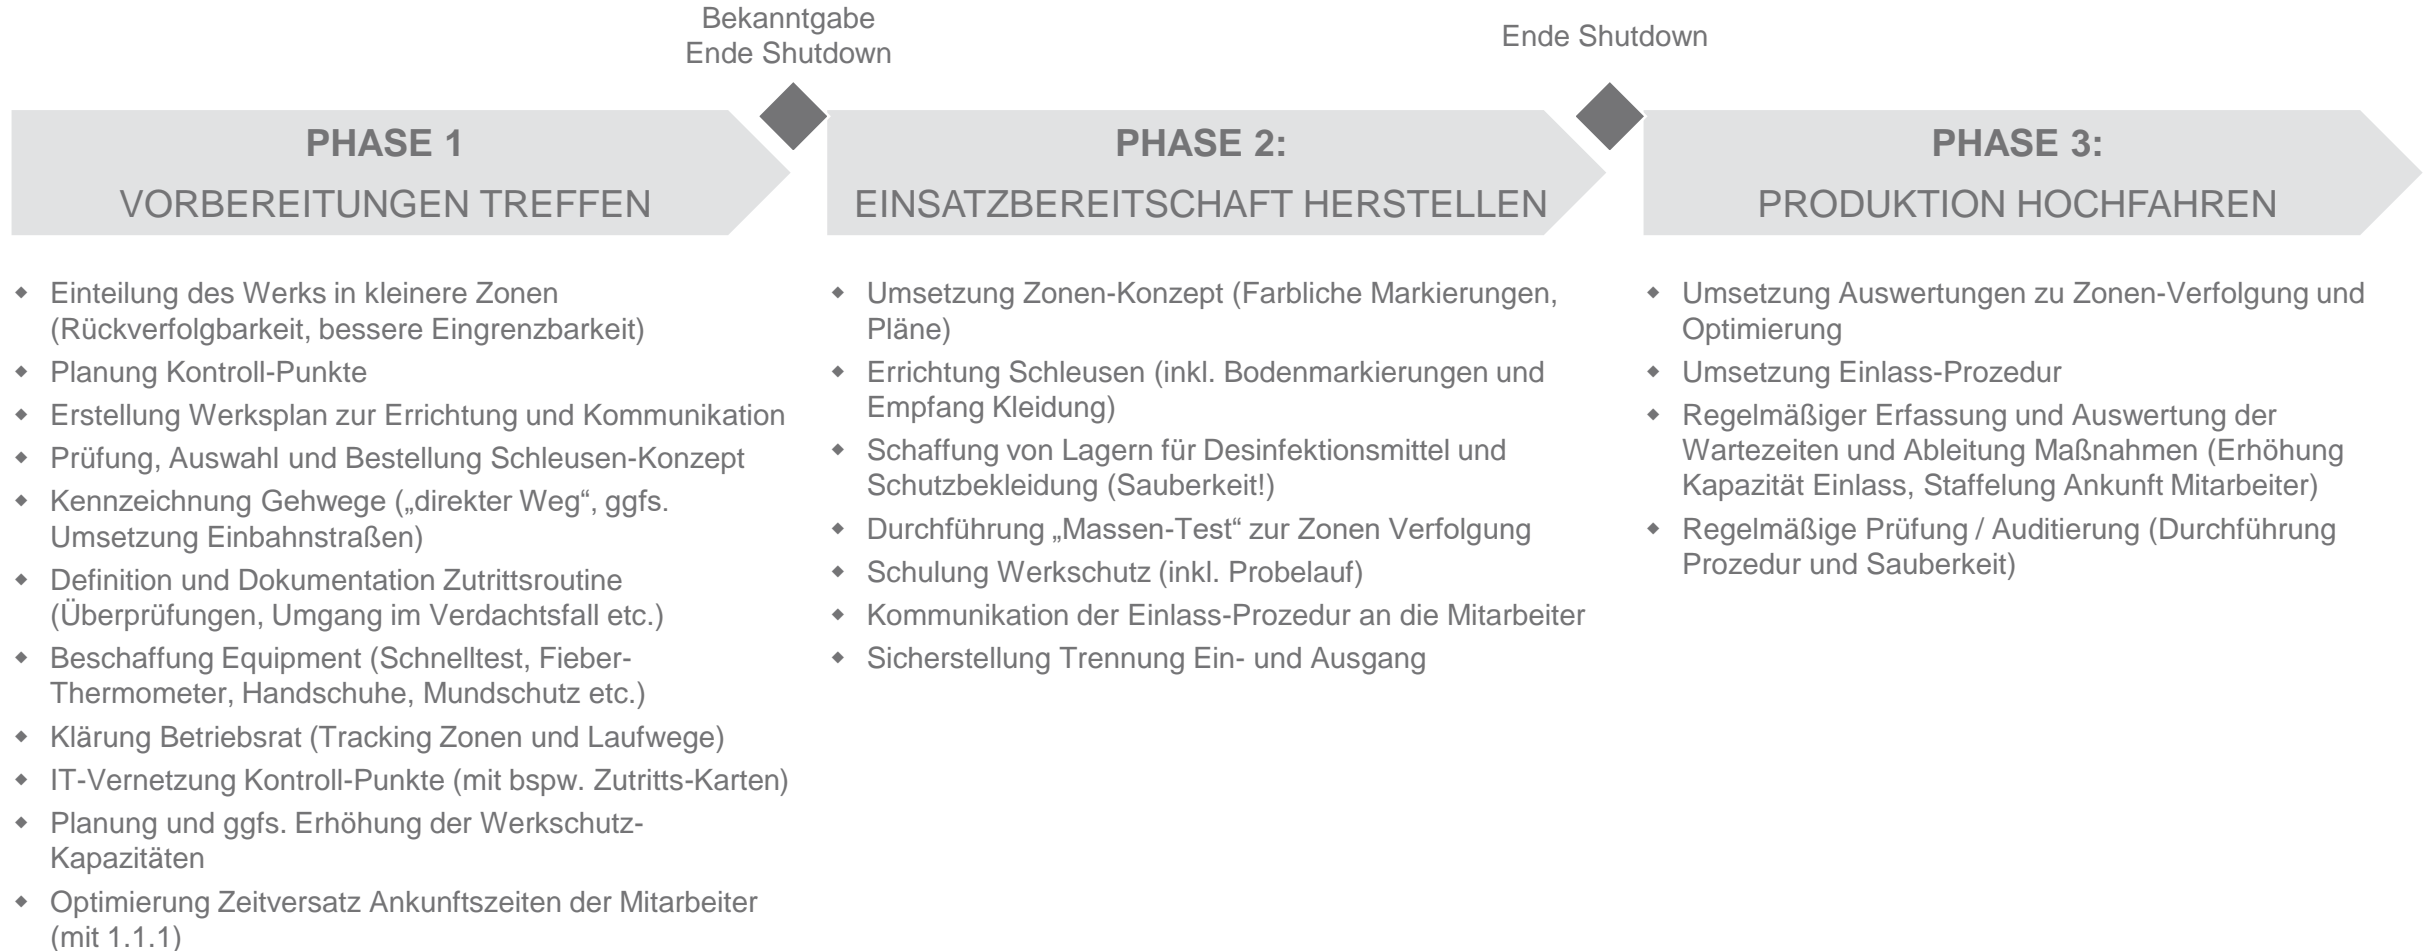 Bekanntgabe
Ende Shutdown
Ende Shutdown
PHASE 1
VORBEREITUNGEN TREFFEN
PHASE 2:
EINSATZBEREITSCHAFT HERSTELLEN
PHASE 3:
PRODUKTION HOCHFAHREN
Einteilung des Werks in kleinere Zonen
(Rückverfolgbarkeit, bessere Eingrenzbarkeit)
Planung Kontroll-Punkte
Erstellung Werksplan zur Errichtung und Kommunikation
Prüfung, Auswahl und Bestellung Schleusen-Konzept
Kennzeichnung Gehwege („direkter Weg“, ggfs.
Umsetzung Einbahnstraßen)
Definition und Dokumentation Zutrittsroutine
(Überprüfungen, Umgang im Verdachtsfall etc.)
Beschaffung Equipment (Schnelltest, Fieber-
Thermometer, Handschuhe, Mundschutz etc.)
Klärung Betriebsrat (Tracking Zonen und Laufwege)
IT-Vernetzung Kontroll-Punkte (mit bspw. Zutritts-Karten)
Planung und ggfs. Erhöhung der Werkschutz-
Kapazitäten
Optimierung Zeitversatz Ankunftszeiten der Mitarbeiter
(mit 1.1.1)
Umsetzung Zonen-Konzept (Farbliche Markierungen,
Pläne)
Errichtung Schleusen (inkl. Bodenmarkierungen und
Empfang Kleidung)
Schaffung von Lagern für Desinfektionsmittel und
Schutzbekleidung (Sauberkeit!)
Durchführung „Massen-Test“ zur Zonen Verfolgung
Schulung Werkschutz (inkl. Probelauf)
Kommunikation der Einlass-Prozedur an die Mitarbeiter
Sicherstellung Trennung Ein- und Ausgang
Umsetzung Auswertungen zu Zonen-Verfolgung und
Optimierung
Umsetzung Einlass-Prozedur
Regelmäßiger Erfassung und Auswertung der
Wartezeiten und Ableitung Maßnahmen (Erhöhung
Kapazität Einlass, Staffelung Ankunft Mitarbeiter)
Regelmäßige Prüfung / Auditierung (Durchführung
Prozedur und Sauberkeit)